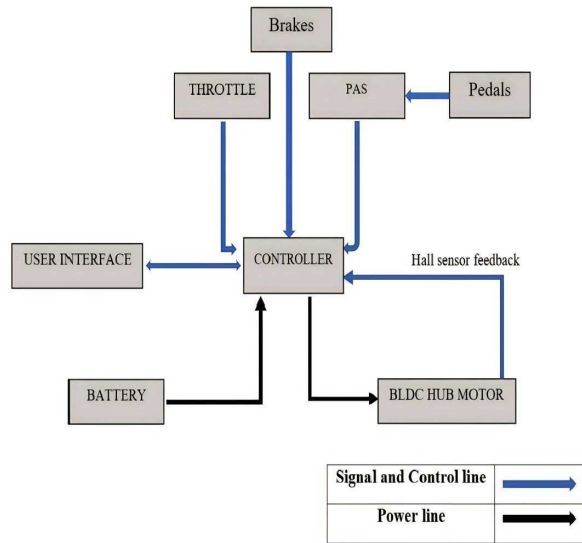 Brakes
THROTTLE
PAS
Pedals
USER INTERFACE
CONTROLLER
Hall sensor feedback
BATTERY
BLDC HUB MOTOR
Signal and Control line
Power line